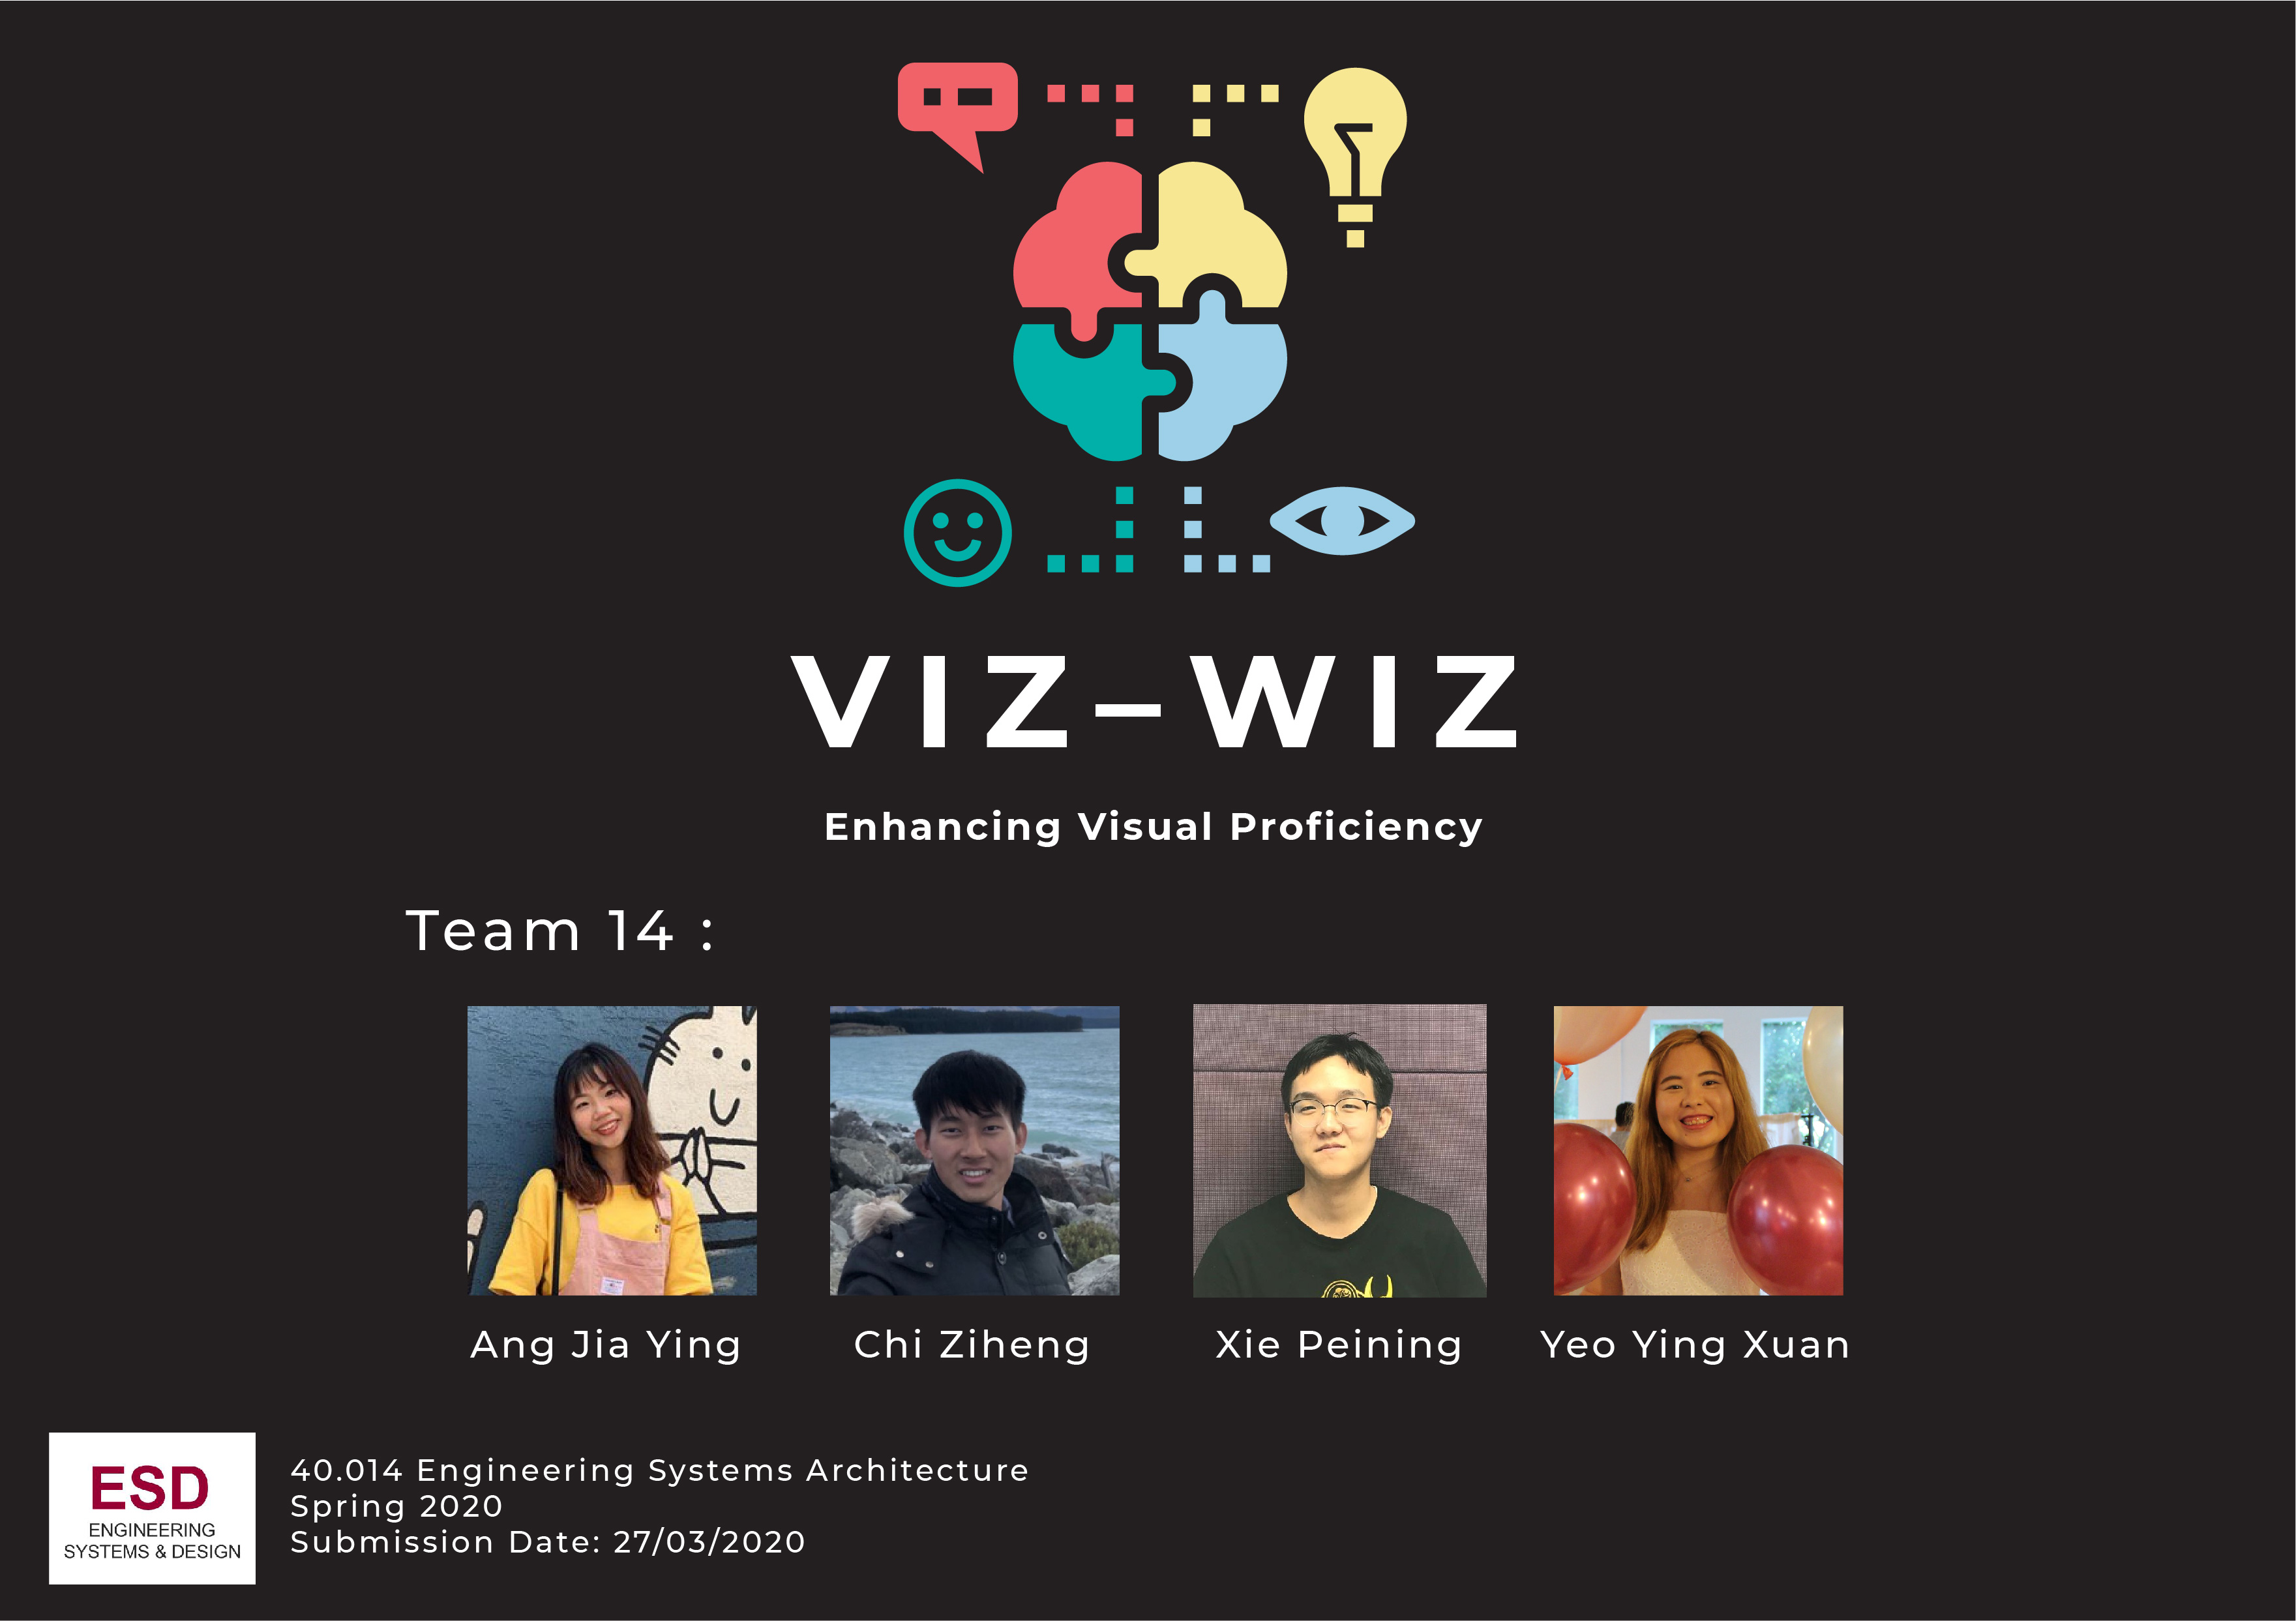 VIZ–WIZ
Enhancing Visual Proficiency
Team 14 :
Ang Jia Ying
Chi Ziheng
Xie Peining
Yeo Ying Xuan
ESD
ENGINEERING
SYSTEMS & DESIGN
40.014 Engineering Systems Architecture
Spring 2020
Submission Date: 27/03/2020